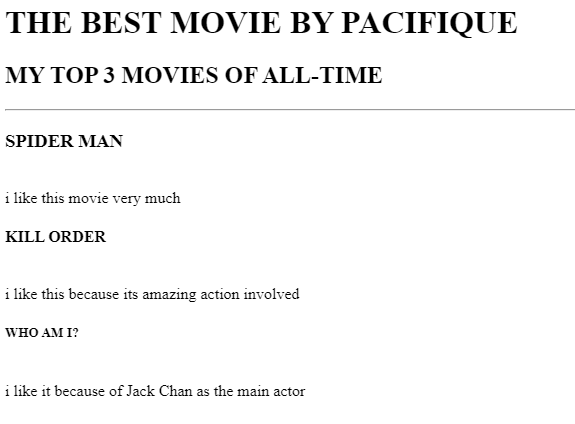 THE BEST MOVIE BY PACIFIQUE
MY TOP 3 MOVIES OF ALL-TIME
SPIDER MAN
i like this movie very much
KILL ORDER
i like this because its amazing action involved
WHO AM I?
i like it because of Jack Chan as the main actor